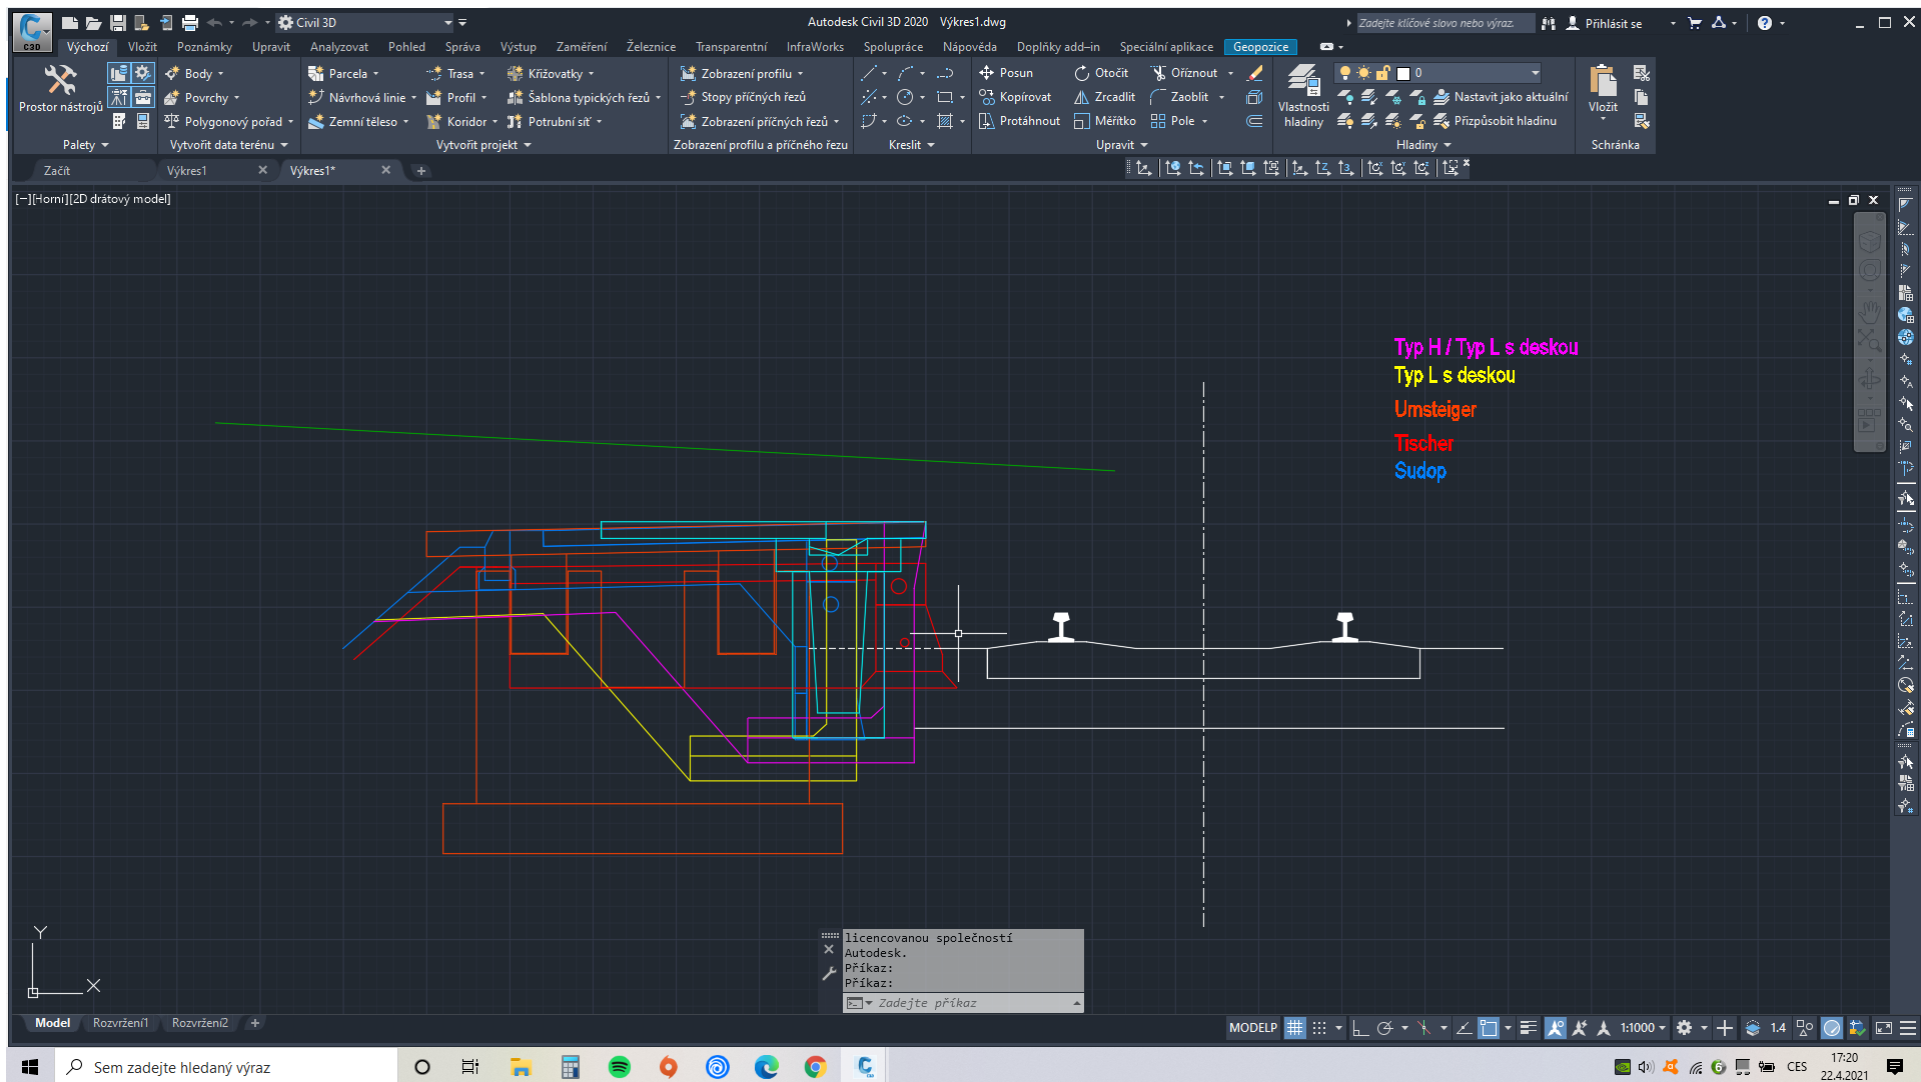 C3D
Civil 3D
Autodesk Civil 3D 2020 Výkres1.dwg
Zadejte klíčové slovo nebo výraz.
Přihlásit se
Výchozí Vložit Poznámky Upravit Analyzovat Pohled Správa Výstup Zaměření Železnice Transparentní InfraWorks Spolupráce Nápověda Doplňky add-in Speciální aplikace Geopozice
Prostor nástrojů
Body
Povrchy
Polygonový pořad
Parcela
Návrhová linie
Zemní těleso
Trasa
Profil
Koridor
Křižovatky
Šablona typických řezů
Potrubní síť
Zobrazení profilu
Stopy příčných řezů
Zobrazení příčných řezů
Posun
Kopírovat
Protáhnout
Otočit
Zrcadlit
Měřítko
Oříznout
Zaoblit
Pole
Vlastnosti
hladiny
0
Nastavit jako aktuální
Přizpůsobit hladinu
Vložit
Palety
Vytvořit data terénu
Vytvořit projekt
Zobrazení profilu a příčného řezu
Kreslit
Upravit
Hladiny
Schránka
Začít
Výkres1
Výkres1*
[−][Horní][2D drátový model]
Typ H / Typ L s deskou
Typ L s deskou
Umsteiger
Tischer
Sudop
Y
X
licencovanou společností
Autodesk.
Příkaz:
Příkaz:
Zadejte příkaz
Model Rozvržení1 Rozvržení2
MODELP
1:1000
1.4
Sem zadejte hledaný výraz
CES
17:20
22.4.2021